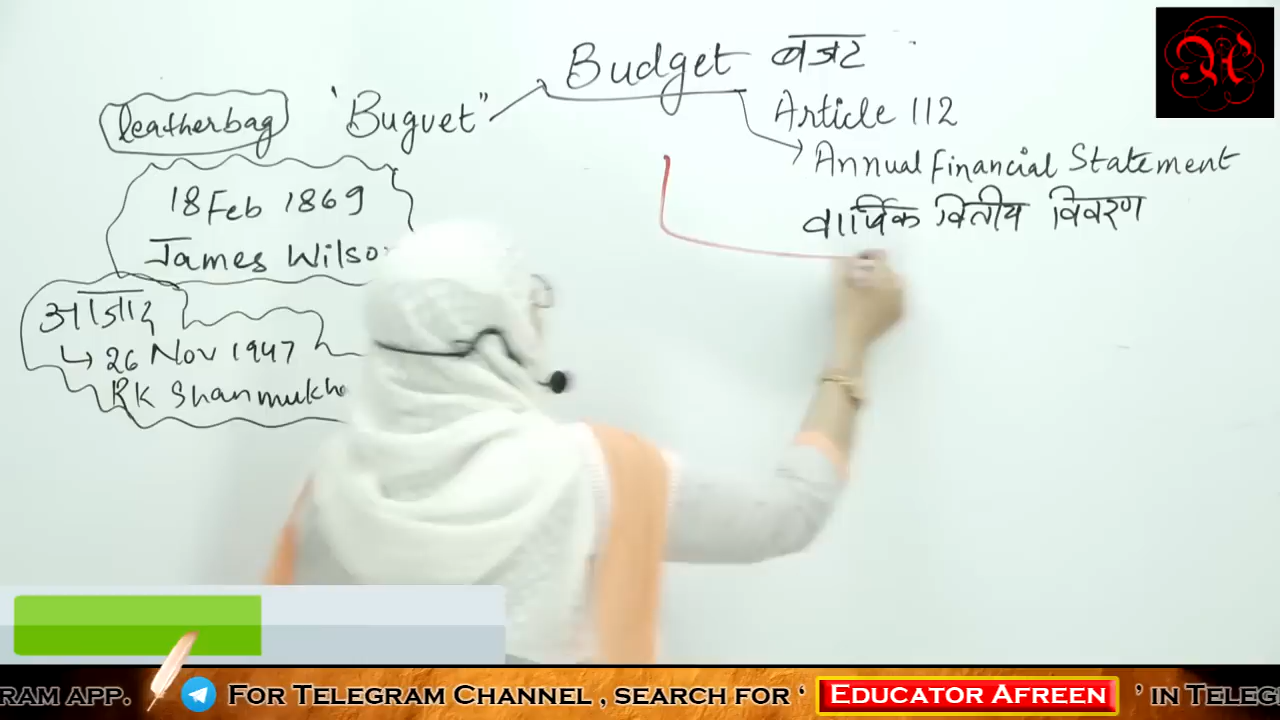 Budget बजट
leatherbag "Buguet"
Article 112
Annual Financial Statement
वार्षिक वित्तीय विवरण
18 Feb 1869
James Wilso
आजाद
↳ 26 Nov 1947
RK Shanmukh
RAM APP. FOR TELEGRAM CHANNEL , SEARCH FOR ‘ EDUCATOR AFREEN ’ IN TELEG